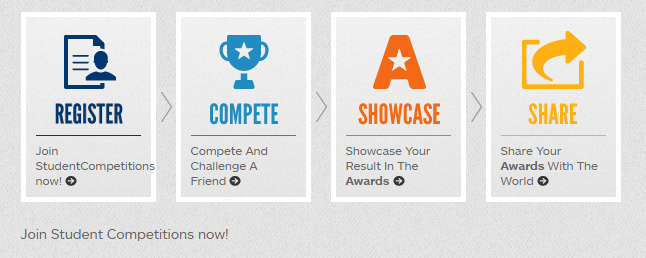 REGISTER
Join
StudentCompetitions
now!
COMPETE
Compete And
Challenge A
Friend
A
SHOWCASE
Showcase Your
Result In The
Awards
SHARE
Share Your
Awards With The
World
Join Student Competitions now!